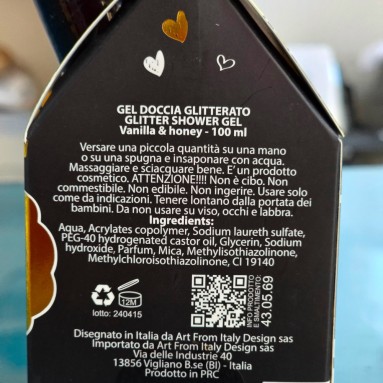 GEL DOCCIA GLITTERATO
GLITTER SHOWER GEL
Vanilla & honey - 100 ml
Versare una piccola quantità su una mano
o su una spugna e insaponare con acqua.
Massaggiare e sciacquare bene. E' un prodotto
cosmetico. ATTENZIONE!!!! Non è cibo. Non
commestibile. Non edibile. Non ingerire. Usare solo
come da indicazioni. Tenere lontano dalla portata dei
bambini. Da non usare su viso, occhi e labbra.
Ingredients:
Aqua, Acrylates copolymer, Sodium laureth sulfate,
PEG-40 hydrogenated castor oil, Glycerin, Sodium
hydroxide, Parfum, Mica, Methylisothiazolinone,
Methylchloroisothiazolinone, CI 19140
12M
lotto: 240415
INFO PRODOTTO
E SMALTIMENTO:
43.05.69
Disegnato in Italia da Art From Italy Design sas
Importato da Art From Italy Design sas
Via delle Industrie 40
13856 Vigliano B.se (BI) - Italia
Prodotto in PRC